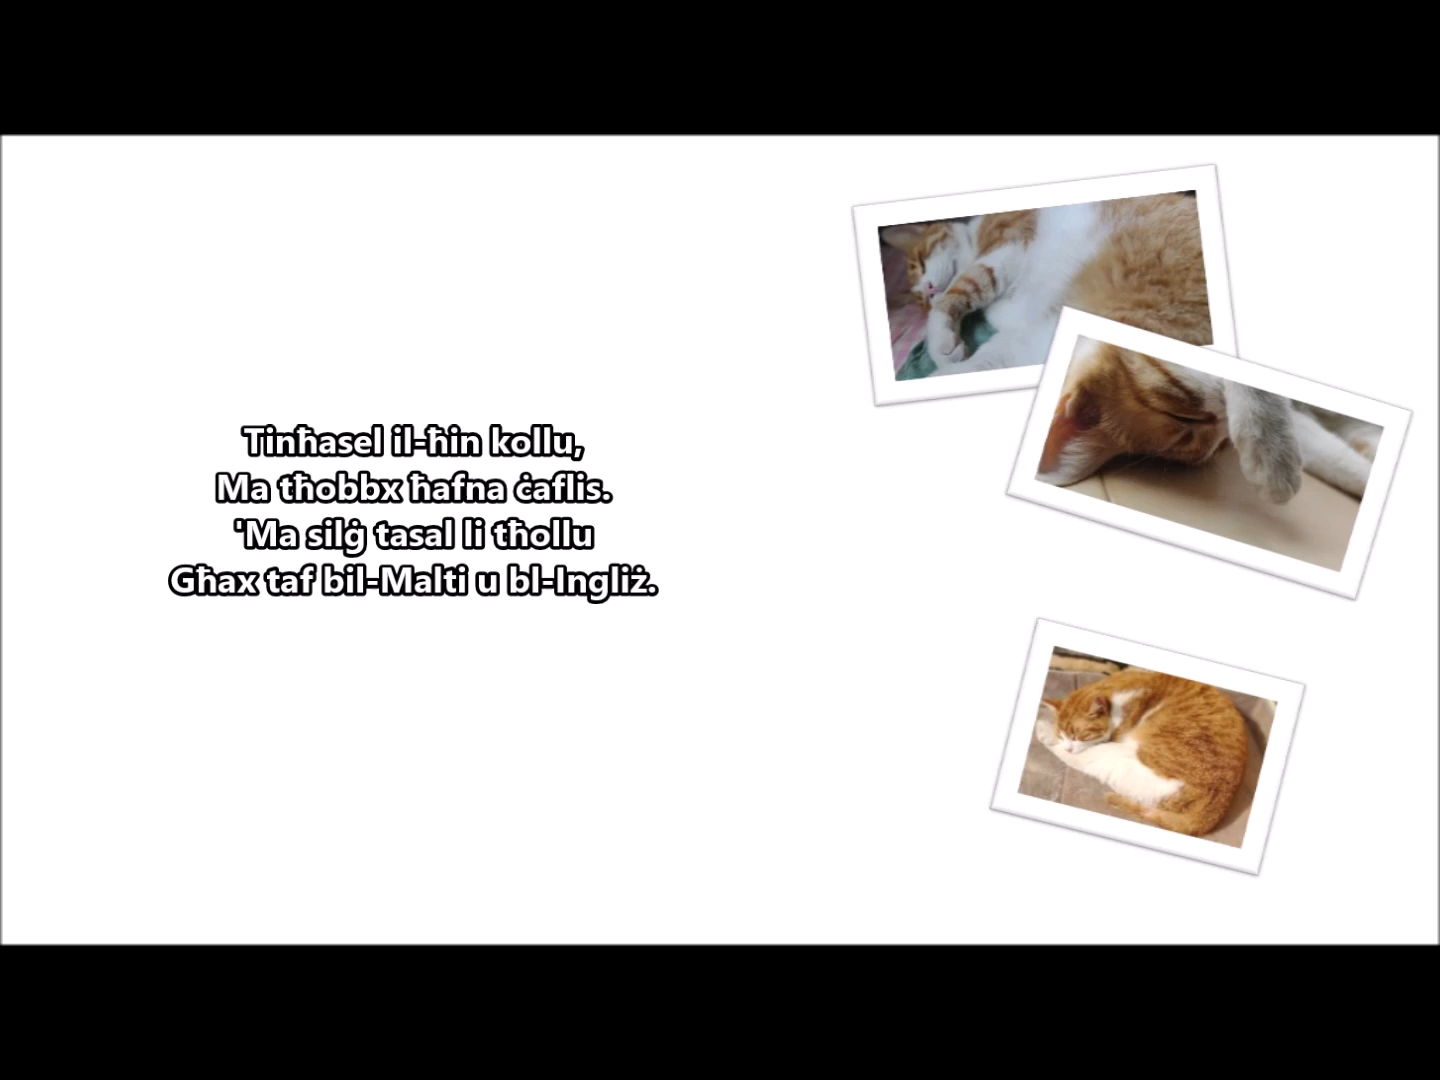 Tinħasel il-ħin kollu,
Ma tħobbx ħafna ċaflis.
'Ma silġ tasal li tħollu
Għax taf bil-Malti u bl-Ingliż.